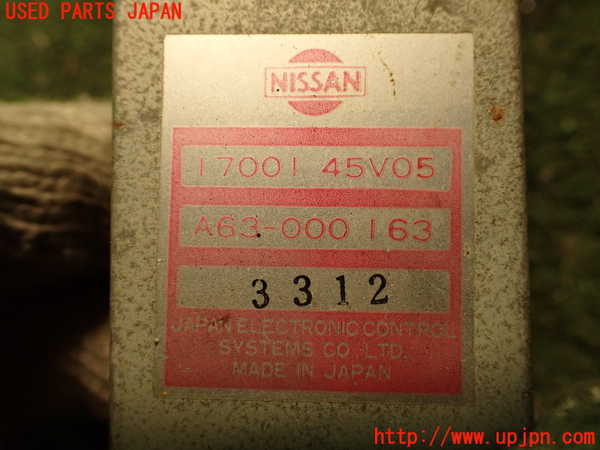 USED PARTS JAPAN
NISSAN
17001 45V05
A63-000 163
3312
JAPAN ELECTRONIC CONTROL
SYSTEMS CO.,LTD.
MADE IN JAPAN
http://www.upjpn.com/